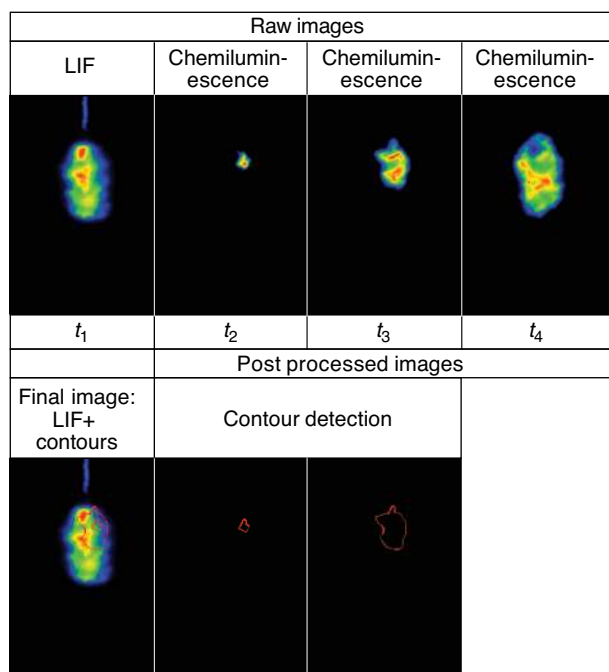 Raw images
LIF
Chemilumin-
escence
Chemilumin-
escence
Chemilumin-
escence
t1
t2
t3
t4
Post processed images
Final image:
LIF+
contours
Contour detection